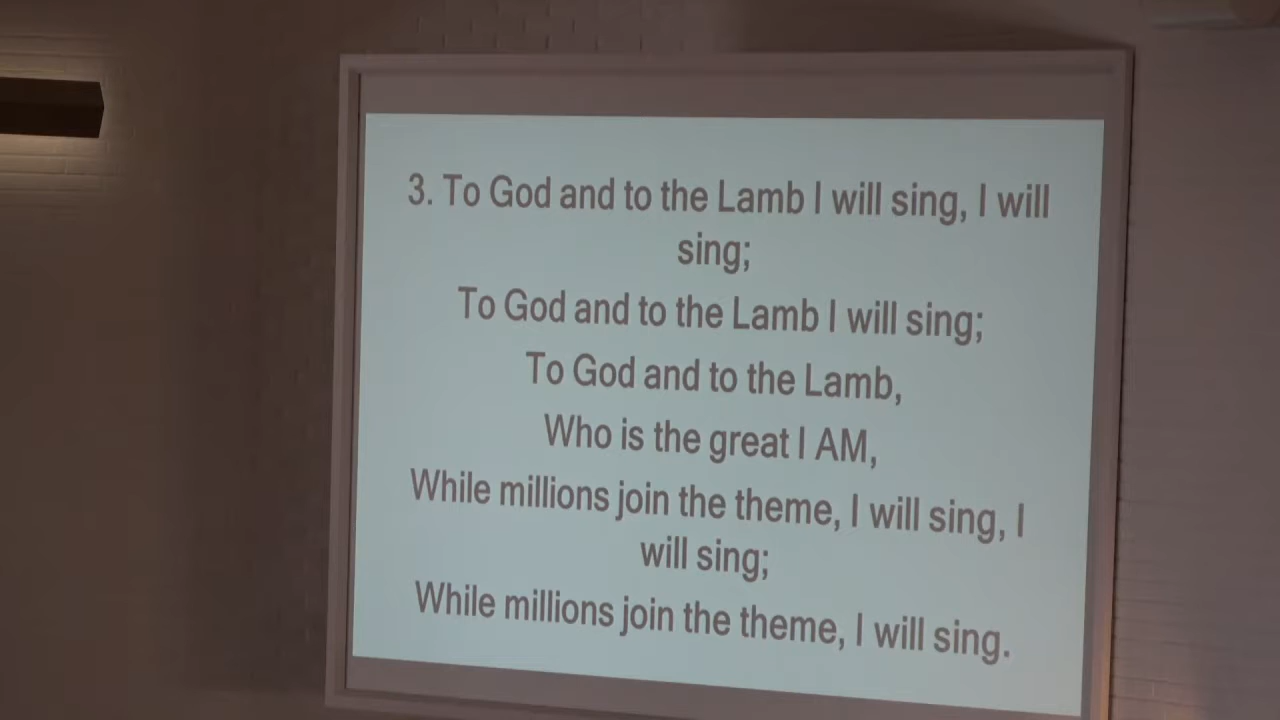 3. To God and to the Lamb I will sing, I will
sing;
To God and to the Lamb I will sing;
To God and to the Lamb,
Who is the great I AM,
While millions join the theme, I will sing, I
will sing;
While millions join the theme, I will sing.